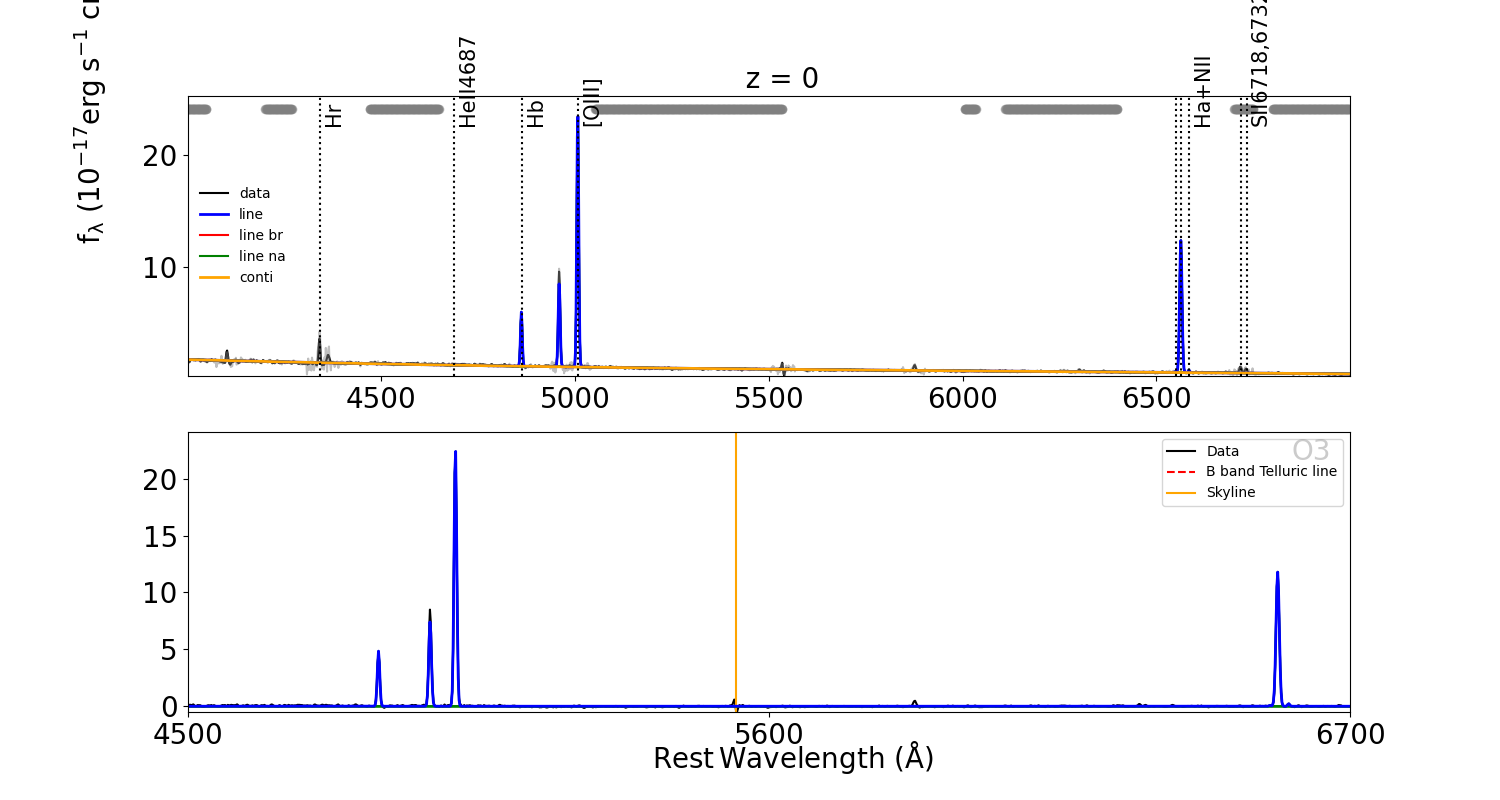 z = 0
Hr
HeII4687
Hb
[OIII]
Ha+NII
SII6718,6732
f_λ (10^{-17}erg s^{-1}
20
10
data
line
line br
line na
conti
4500 5000 5500 6000 6500
O3
Data
B band Telluric line
Skyline
20
15
10
5
0
4500 5600 6700
Rest Wavelength (Å)